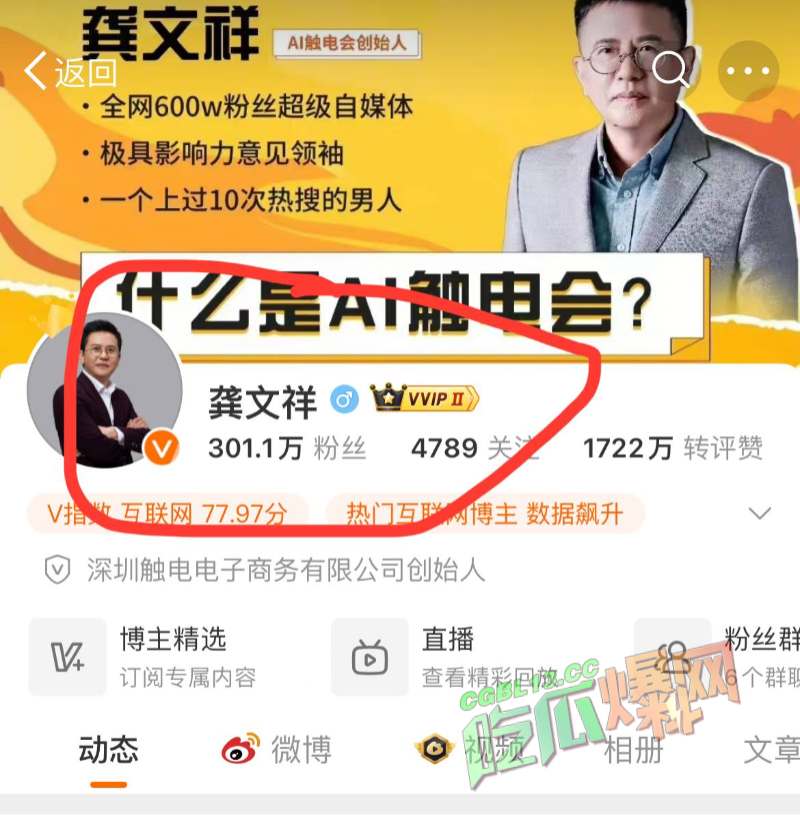 龚文祥
AI触电会创始人
返回
· 全网600w粉丝超级自媒体
· 极具影响力意见领袖
· 一个上过10次热搜的男人
什么是AI触电会?
龚文祥 VVIP II
301.1万 粉丝 4789 关注 1722万 转评赞
V指数 互联网 77.97分 热门互联网博主 数据飙升
深圳触电电子商务有限公司创始人
博主精选 直播 粉丝群
订阅专属内容 查看精彩回放 6个群聊
CGBL12.CC
吃瓜爆料网
动态 微博 视频 相册 文章